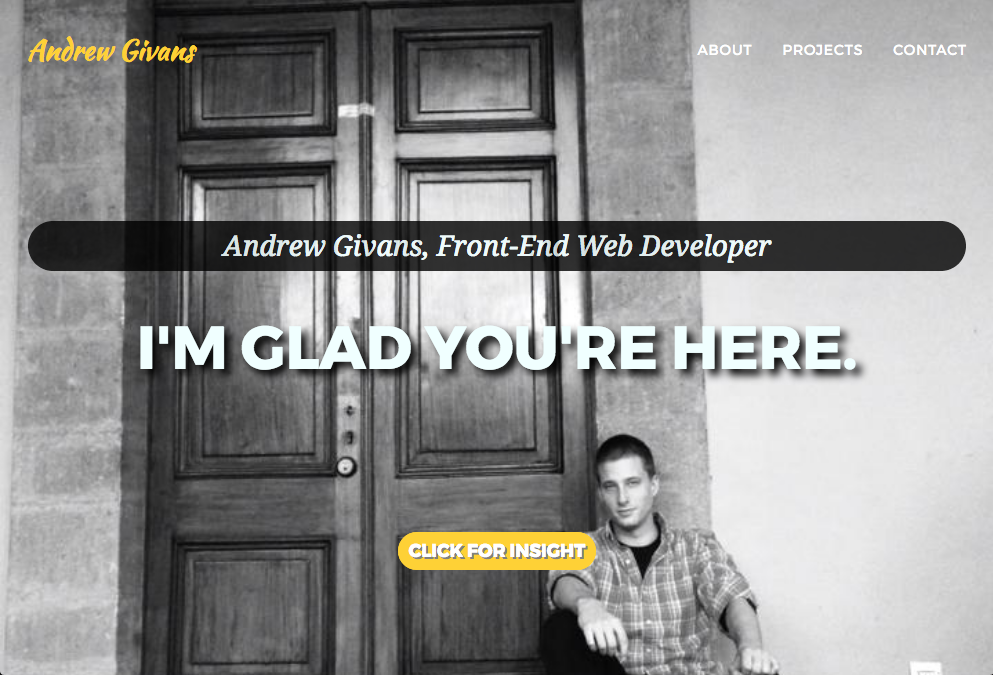 Andrew Givans
ABOUT PROJECTS CONTACT
Andrew Givans, Front-End Web Developer
I'M GLAD YOU'RE HERE.
CLICK FOR INSIGHT